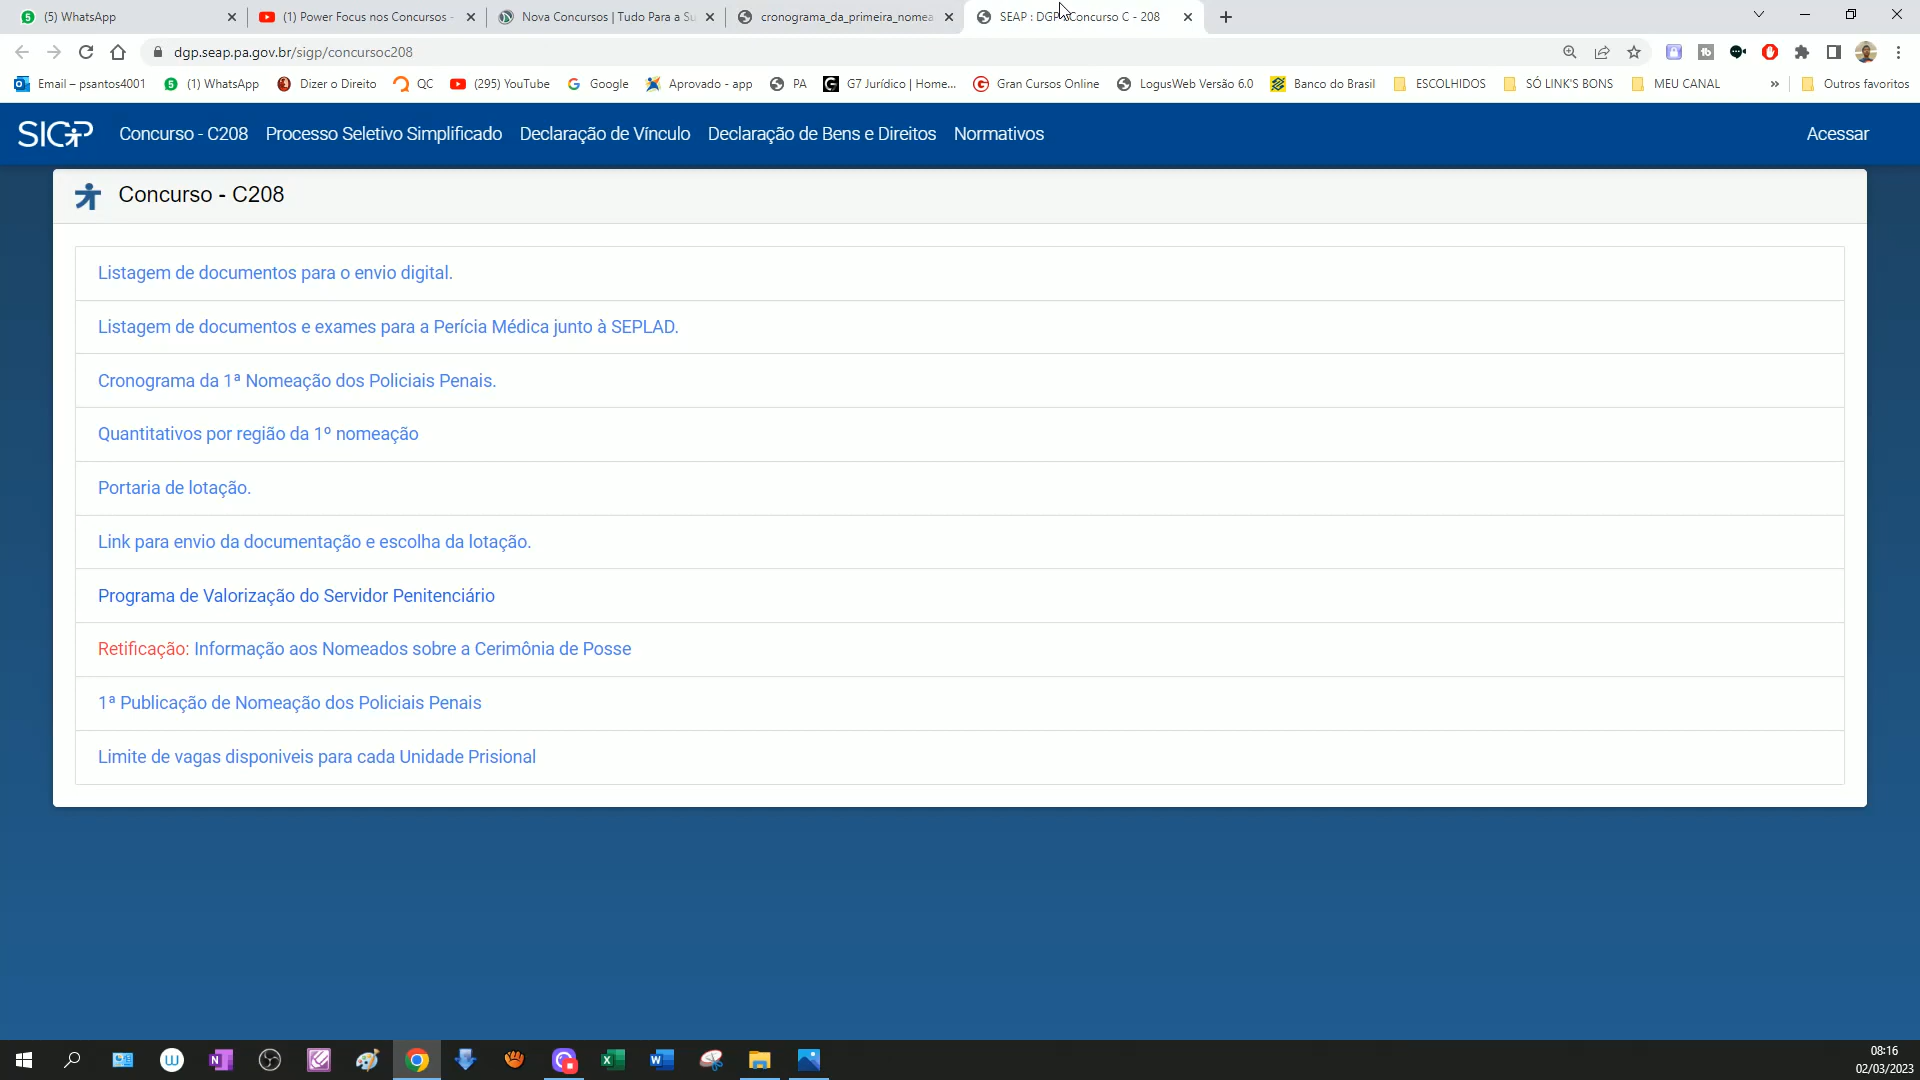 (5) WhatsApp
(1) Power Focus nos Concursos -
Nova Concursos | Tudo Para a Su
cronograma_da_primeira_nomea
SEAP : DGP Concurso C - 208
dgp.seap.pa.gov.br/sigp/concursoc208
Email – psantos4001
(1) WhatsApp
Dizer o Direito
QC
(295) YouTube
Google
Aprovado - app
PA
G7 Jurídico | Home...
Gran Cursos Online
LogusWeb Versão 6.0
Banco do Brasil
ESCOLHIDOS
SÓ LINK'S BONS
MEU CANAL
»
Outros favoritos
SIGP
Concurso - C208
Processo Seletivo Simplificado
Declaração de Vínculo
Declaração de Bens e Direitos
Normativos
Acessar
Concurso - C208
Listagem de documentos para o envio digital.
Listagem de documentos e exames para a Perícia Médica junto à SEPLAD.
Cronograma da 1ª Nomeação dos Policiais Penais.
Quantitativos por região da 1º nomeação
Portaria de lotação.
Link para envio da documentação e escolha da lotação.
Programa de Valorização do Servidor Penitenciário
Retificação: Informação aos Nomeados sobre a Cerimônia de Posse
1ª Publicação de Nomeação dos Policiais Penais
Limite de vagas disponiveis para cada Unidade Prisional
08:16
02/03/2023